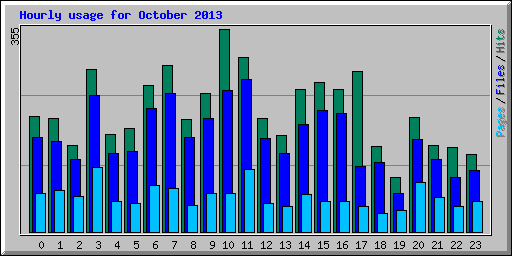 Hourly usage for October 2013
355
Pages / Files / Hits
0 1 2 3 4 5 6 7 8 9 10 11 12 13 14 15 16 17 18 19 20 21 22 23